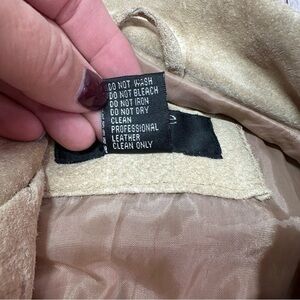 DO NOT WASH
DO NOT BLEACH
DO NOT IRON
DO NOT DRY
CLEAN
PROFESSIONAL
LEATHER
CLEAN ONLY